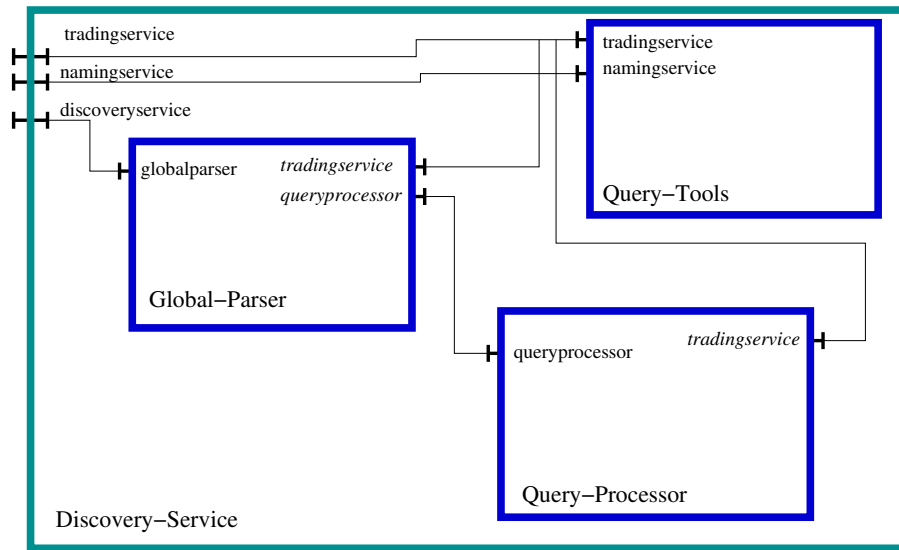 tradingservice
namingservice
discoveryservice
tradingservice
namingservice
Query−Tools
globalparser
tradingservice
queryprocessor
Global−Parser
queryprocessor
tradingservice
Query−Processor
Discovery−Service